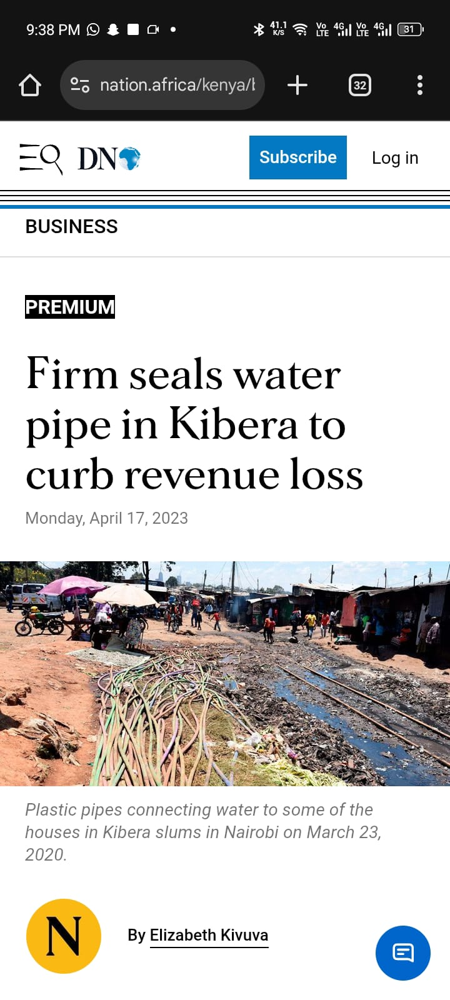 9:38 PM
41.1 K/S Vo LTE 4G Vo LTE 4G 31
nation.africa/kenya/b
32
DN
Subscribe
Log in
BUSINESS
PREMIUM
Firm seals water
pipe in Kibera to
curb revenue loss
Monday, April 17, 2023
Plastic pipes connecting water to some of the
houses in Kibera slums in Nairobi on March 23,
2020.
N
By Elizabeth Kivuva